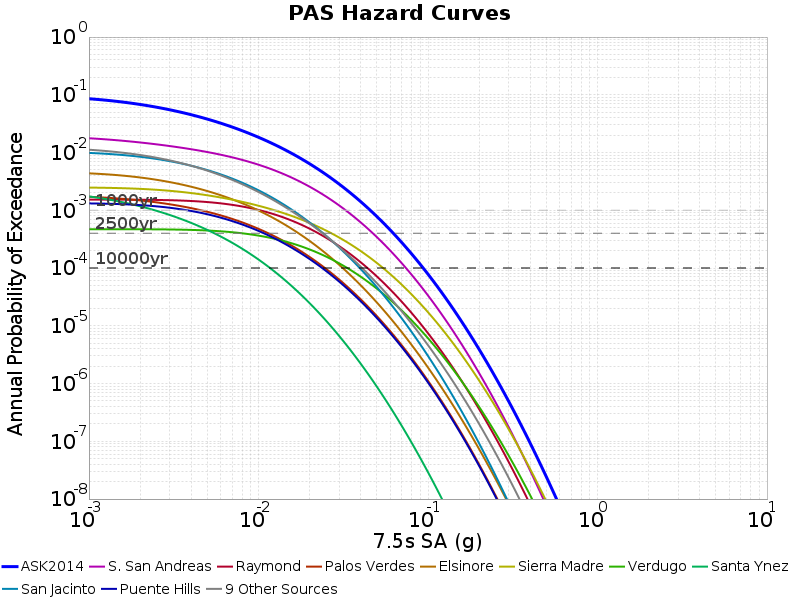 PAS Hazard Curves
Annual Probability of Exceedance
10^0
10^-1
10^-2
10^-3
10^-4
10^-5
10^-6
10^-7
10^-8
1000yr
2500yr
10000yr
10^-3 10^-2 10^-1 10^0 10^1
7.5s SA (g)
ASK2014 S. San Andreas Raymond Palos Verdes Elsinore Sierra Madre Verdugo Santa Ynez
San Jacinto Puente Hills 9 Other Sources